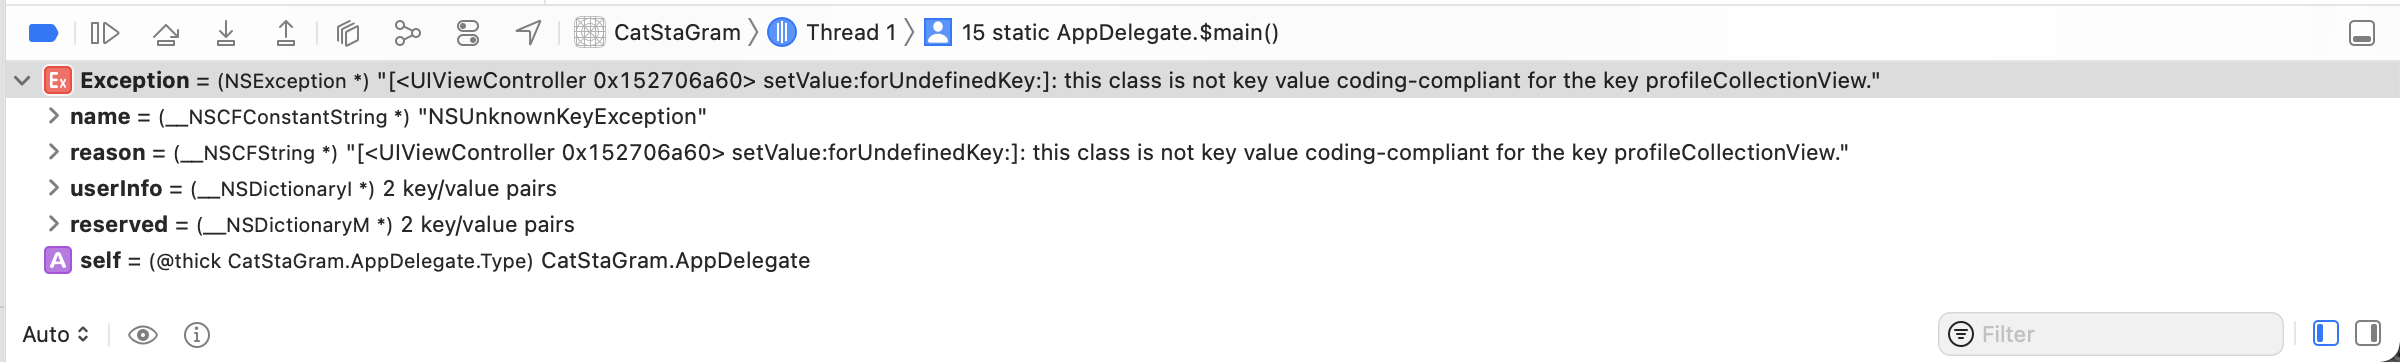 CatStaGram 〉 Thread 1 〉 15 static AppDelegate.$main()
Ex Exception = (NSException *) "[<UIViewController 0x152706a60> setValue:forUndefinedKey:]: this class is not key value coding-compliant for the key profileCollectionView."
name = (__NSCFConstantString *) "NSUnknownKeyException"
reason = (__NSCFString *) "[<UIViewController 0x152706a60> setValue:forUndefinedKey:]: this class is not key value coding-compliant for the key profileCollectionView."
userInfo = (__NSDictionaryI *) 2 key/value pairs
reserved = (__NSDictionaryM *) 2 key/value pairs
A self = (@thick CatStaGram.AppDelegate.Type) CatStaGram.AppDelegate
Auto Filter